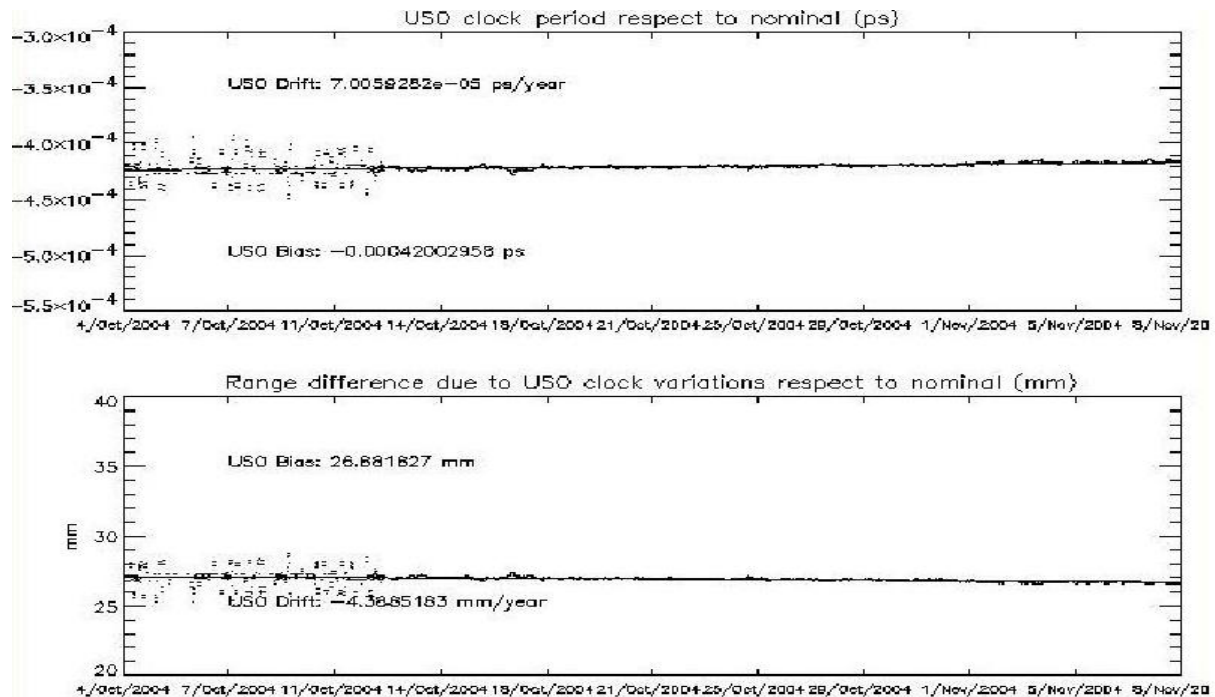 USO clock period respect to nominal (ps)
-3.0×10-4
-3.5×10-4
-4.0×10-4
-4.5×10-4
-5.0×10-4
-5.5×10-4
USO Drift: 7.0059282e-05 ps/year
USO Bias: -0.00042002958 ps
4/Oct/2004 7/Oct/2004 11/Oct/2004 14/Oct/2004 18/Oct/2004 21/Oct/2004 25/Oct/2004 28/Oct/2004 1/Nov/2004 5/Nov/2004 8/Nov/20
Range difference due to USO clock variations respect to nominal (mm)
40
35
30
25
20
mm
USO Bias: mm
USO Drift: mm/year
4/Oct/2004 7/Oct/2004 11/Oct/2004 14/Oct/2004 18/Oct/2004 21/Oct/2004 25/Oct/2004 28/Oct/2004 1/Nov/2004 5/Nov/2004 8/Nov/20